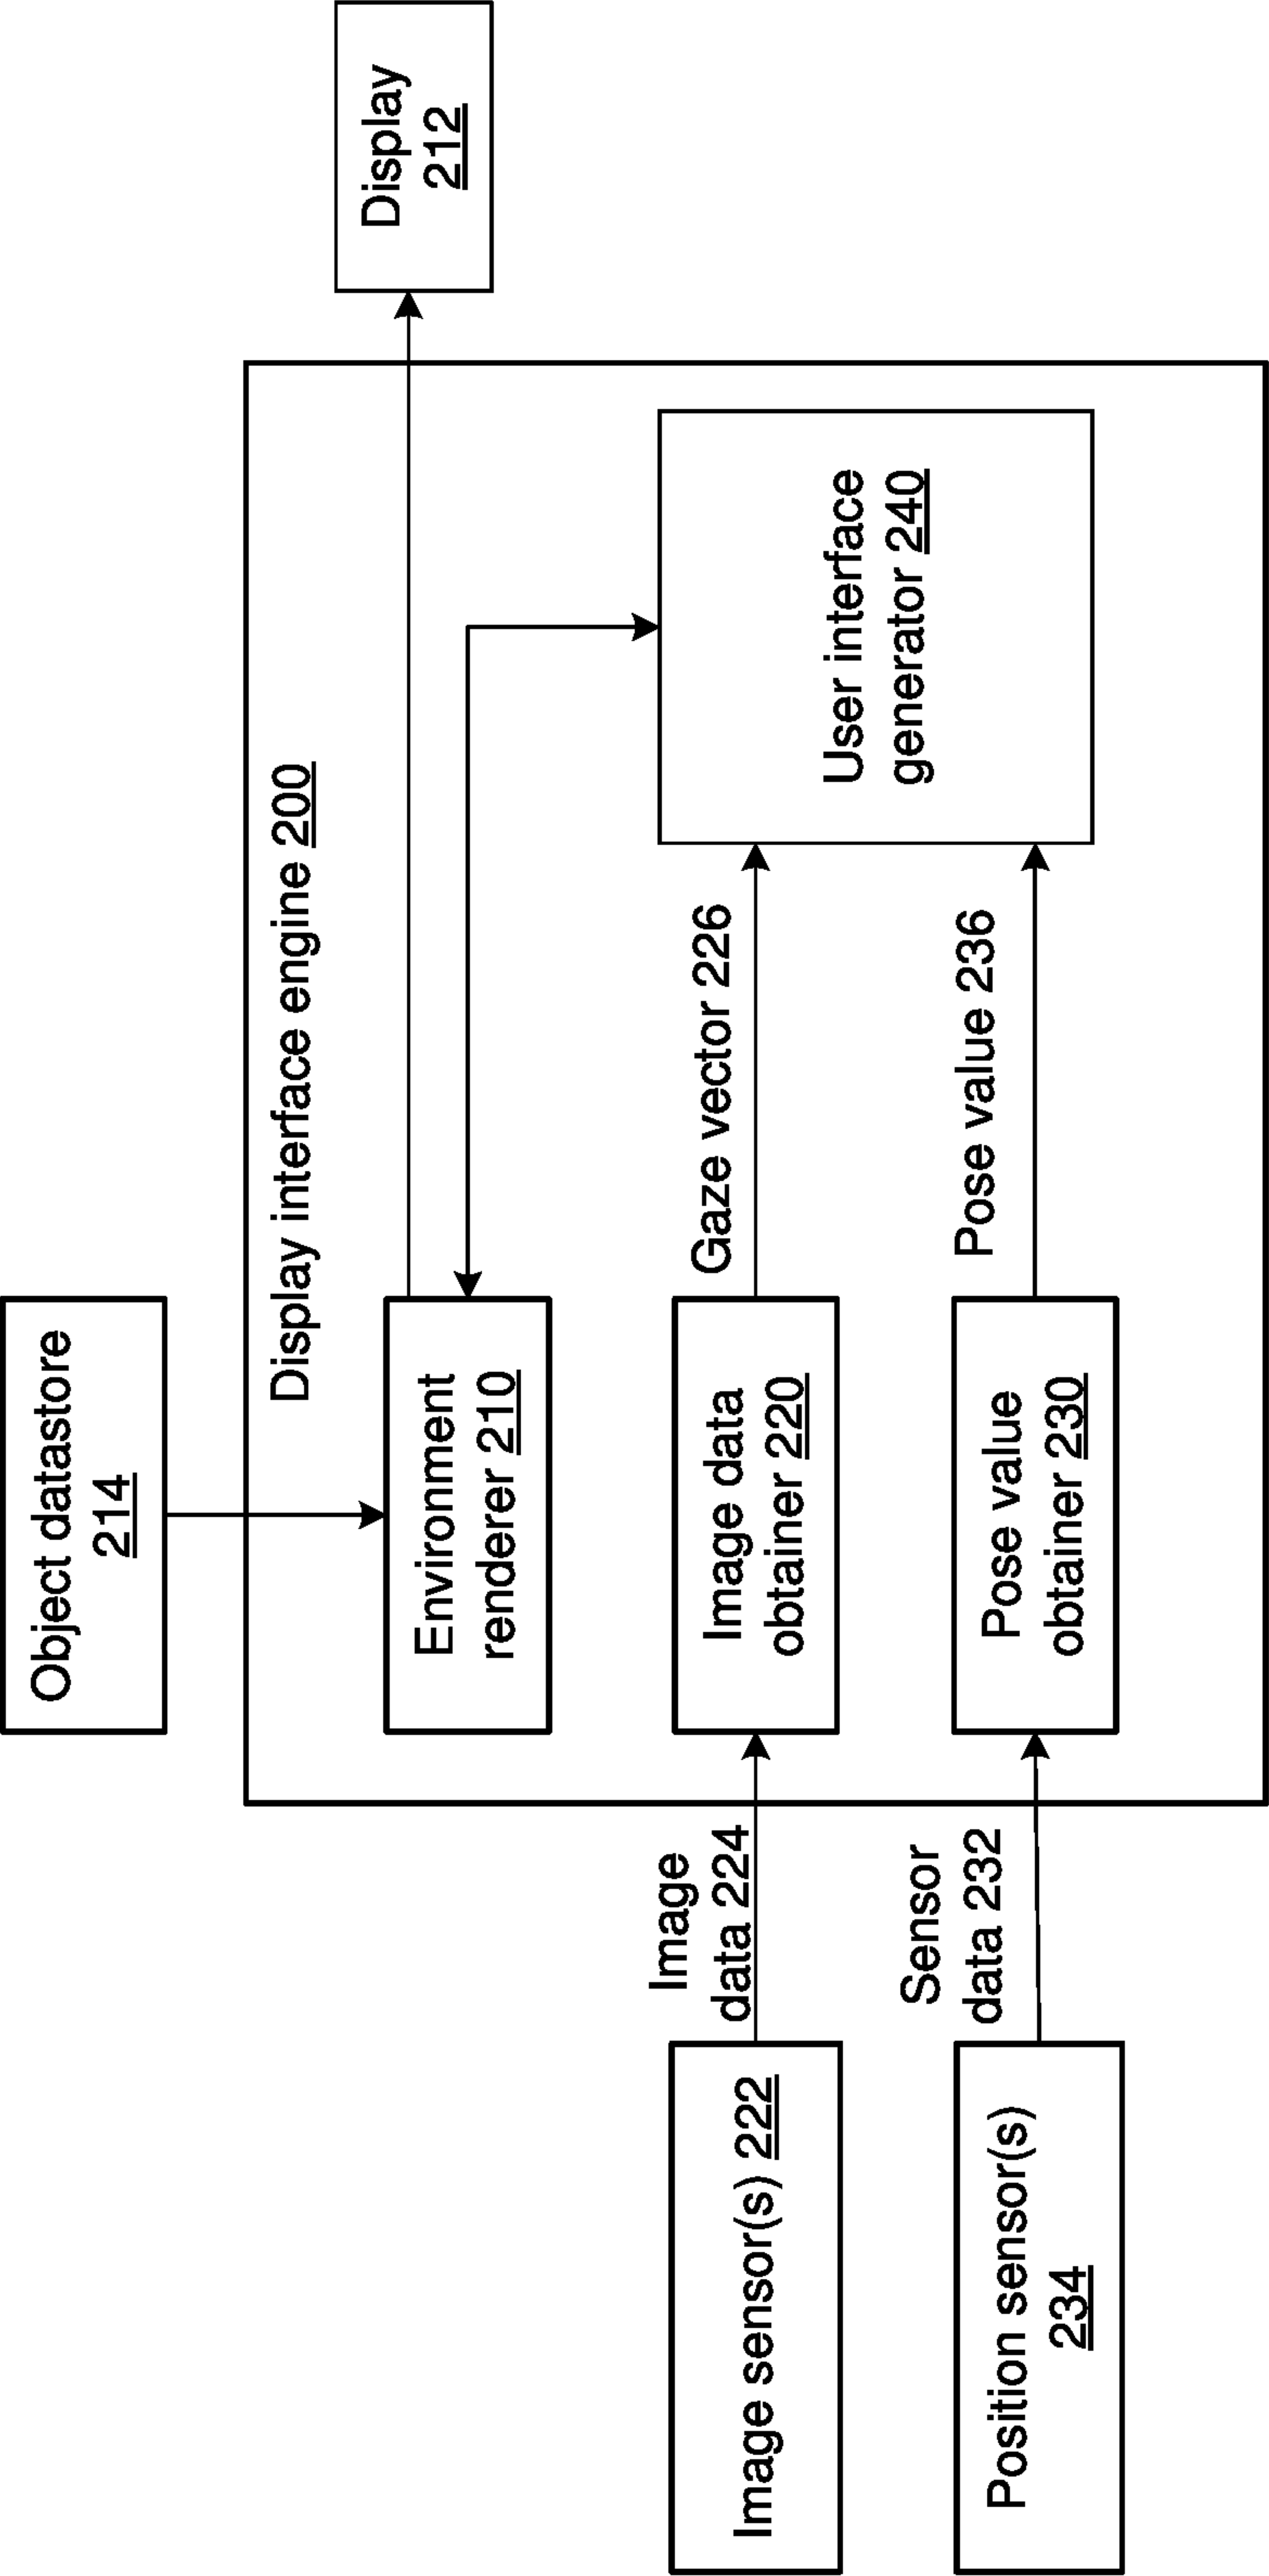 Object datastore
214
Display interface engine 200
Display
212
Environment
renderer 210
Image sensor(s) 222
Image
data 224
Image data
obtainer 220
Gaze vector 226
User interface
generator 240
Position sensor(s)
234
Sensor
data 232
Pose value
obtainer 230
Pose value 236